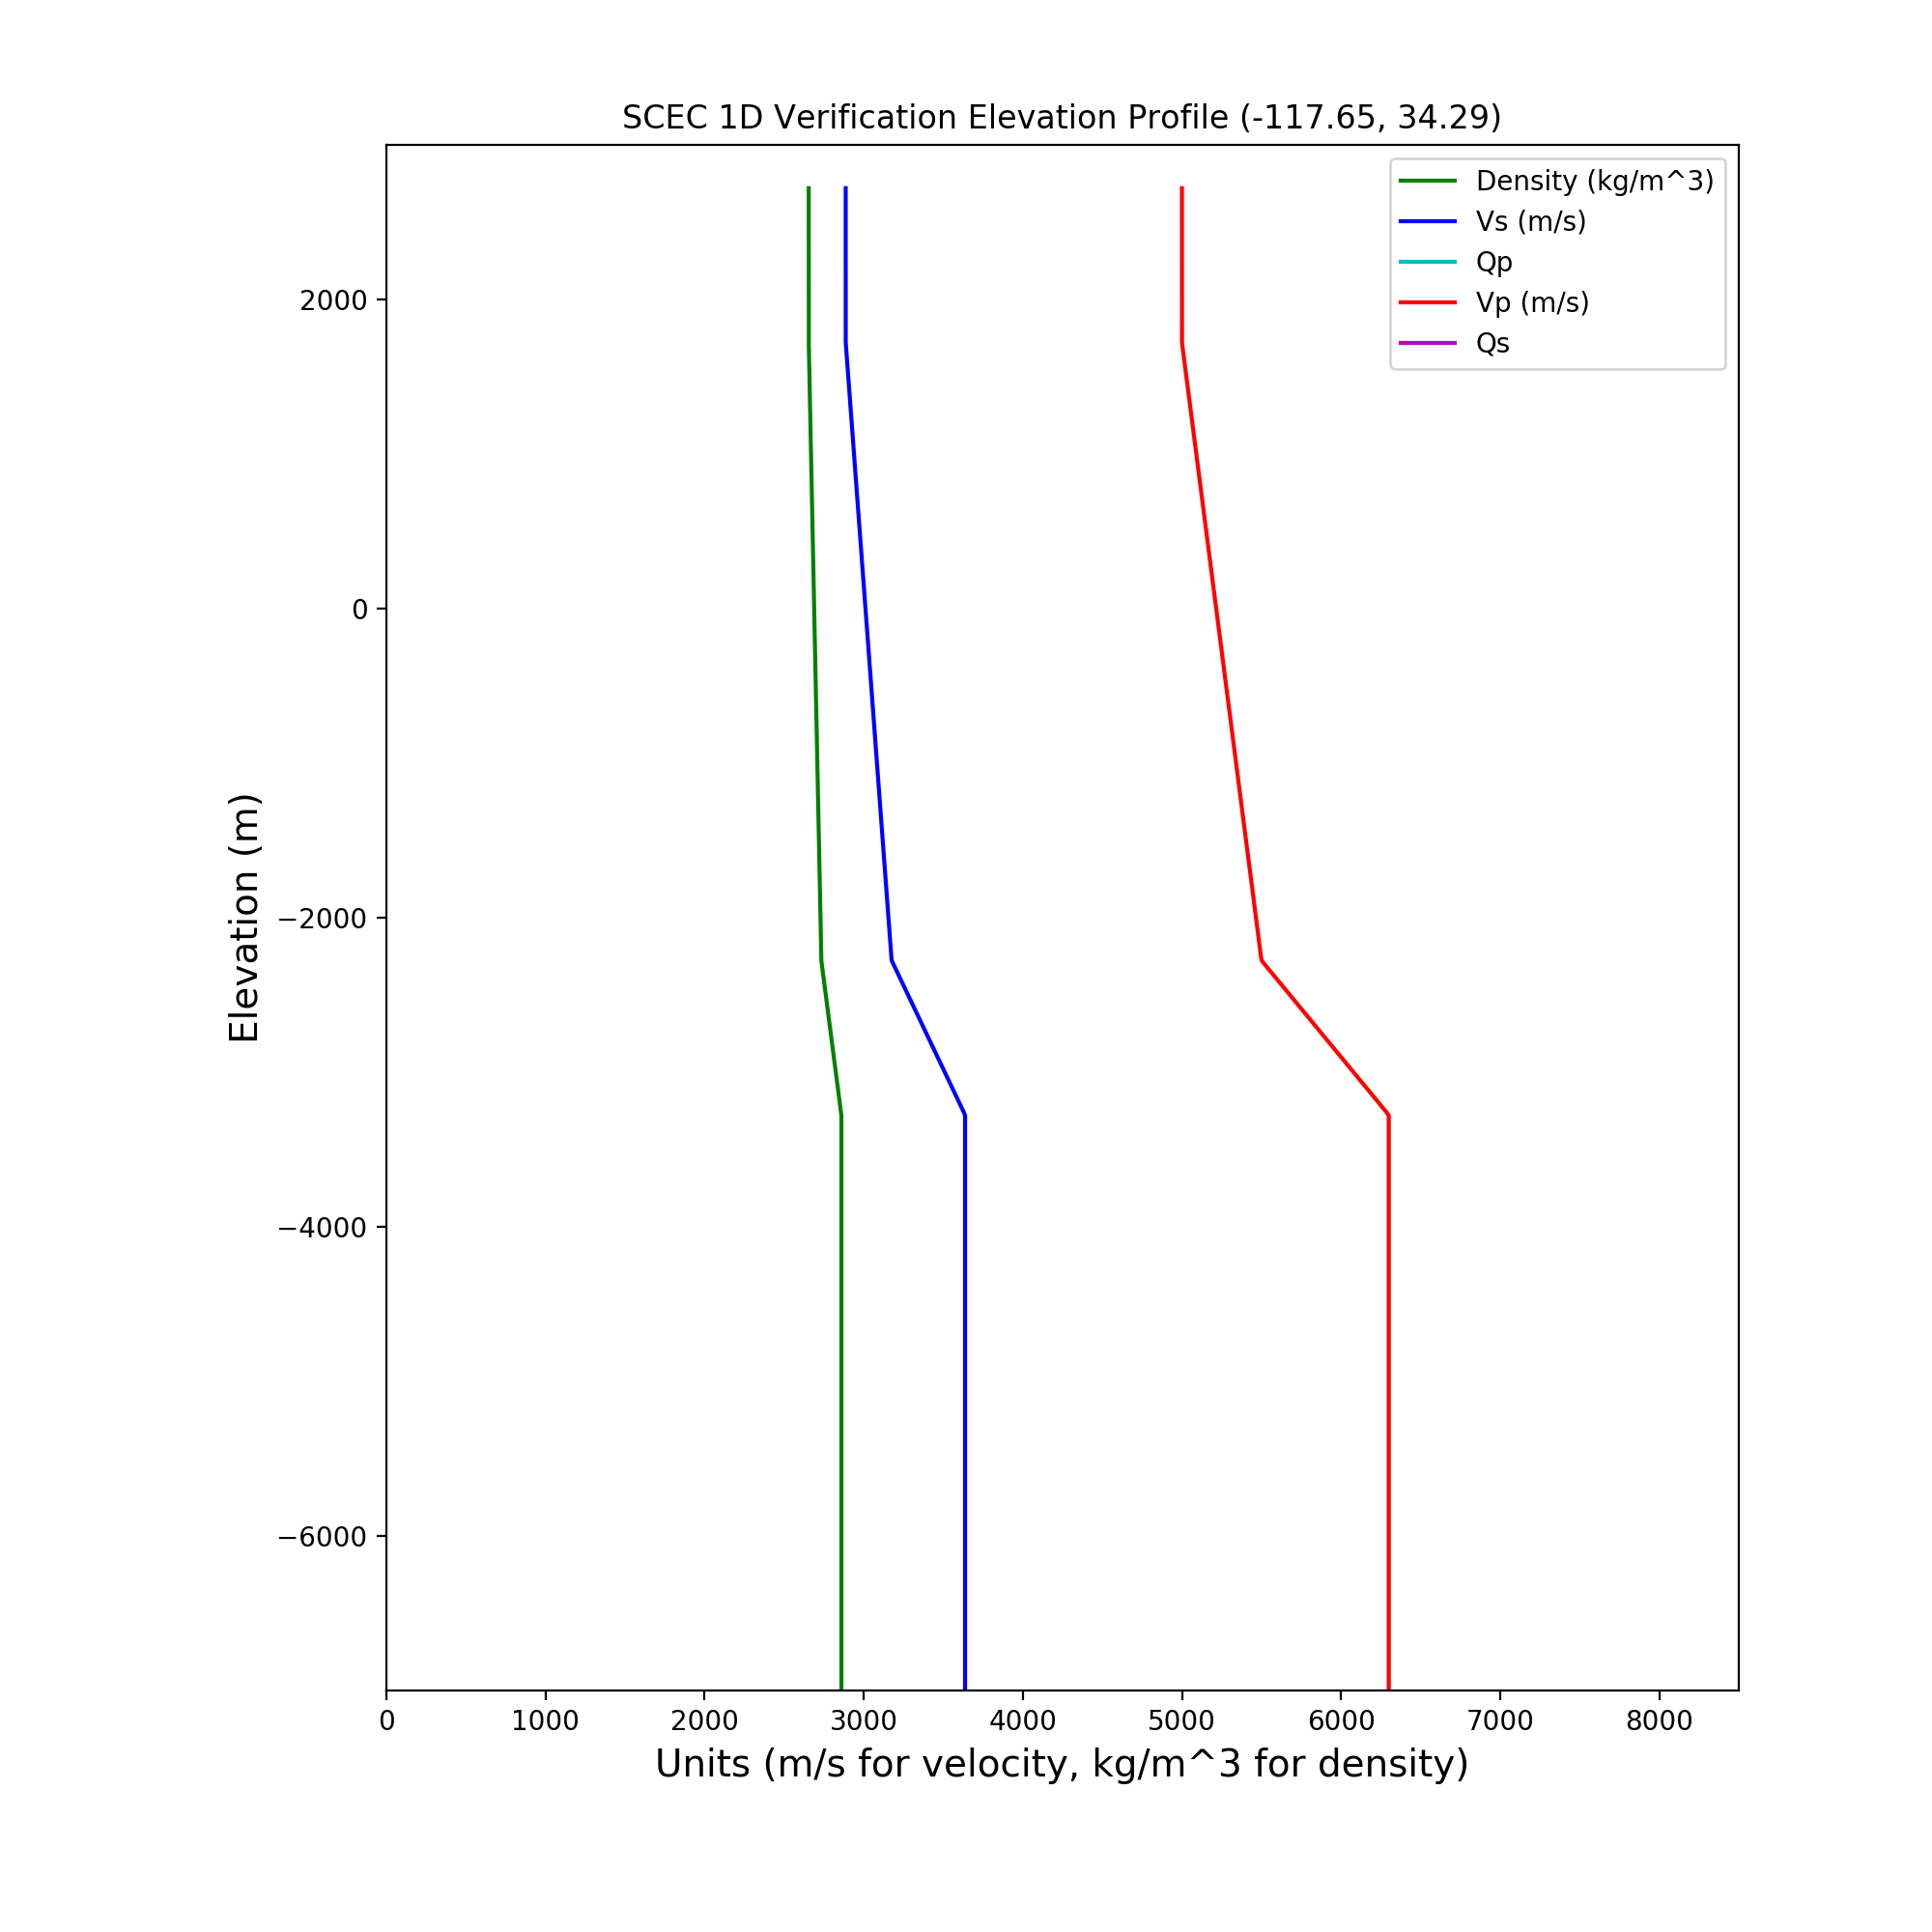 SCEC 1D Verification Elevation Profile (-117.65, 34.29)
Density (kg/m^3)
Vs (m/s)
Qp
Vp (m/s)
Qs
2000
0
−2000
−4000
−6000
Elevation (m)
0 1000 2000 3000 4000 5000 6000 7000 8000
Units (m/s for velocity, kg/m^3 for density)